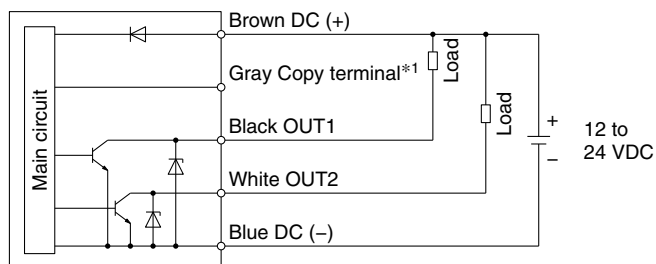 Brown DC (+)
Gray Copy terminal*1
Load
Load
Main circuit
Black OUT1
+
12 to
24 VDC
–
White OUT2
Blue DC (–)